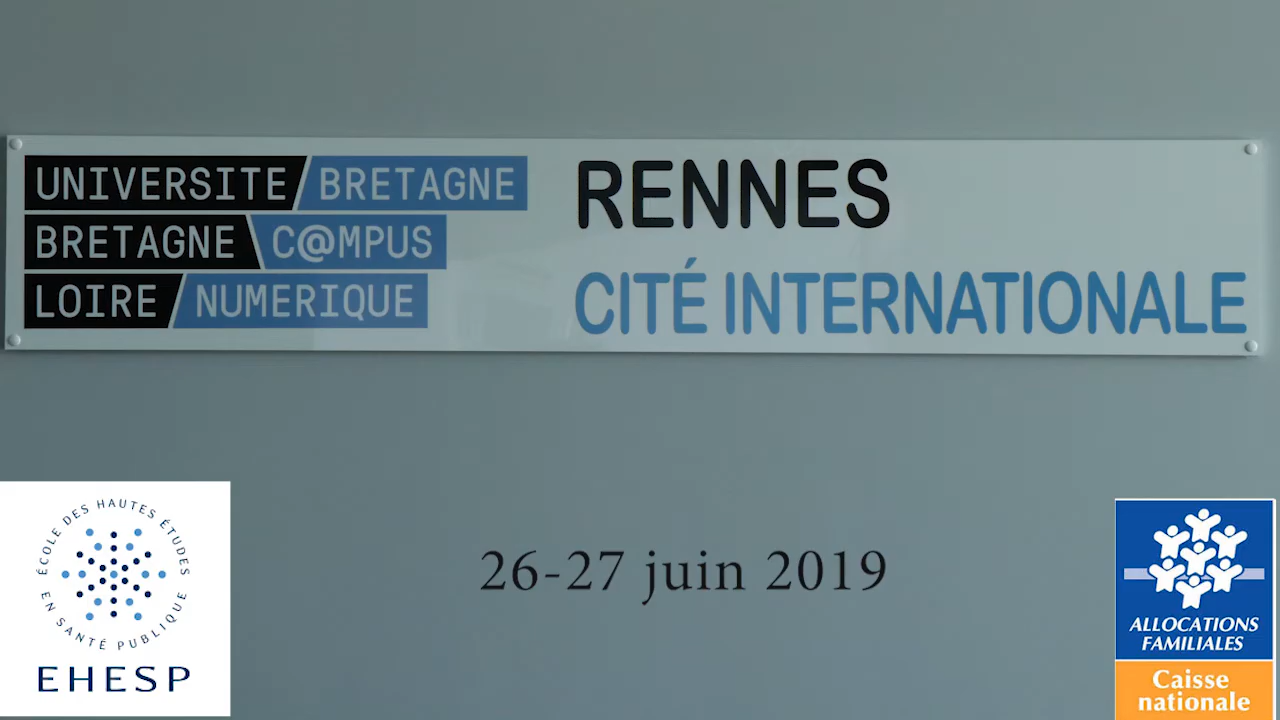 UNIVERSITE BRETAGNE
BRETAGNE C@MPUS
LOIRE NUMERIQUE
RENNES
CITÉ INTERNATIONALE
26-27 juin 2019
ÉCOLE DES HAUTES ÉTUDES
EN SANTÉ PUBLIQUE
EHESP
ALLOCATIONS
FAMILIALES
Caisse
nationale